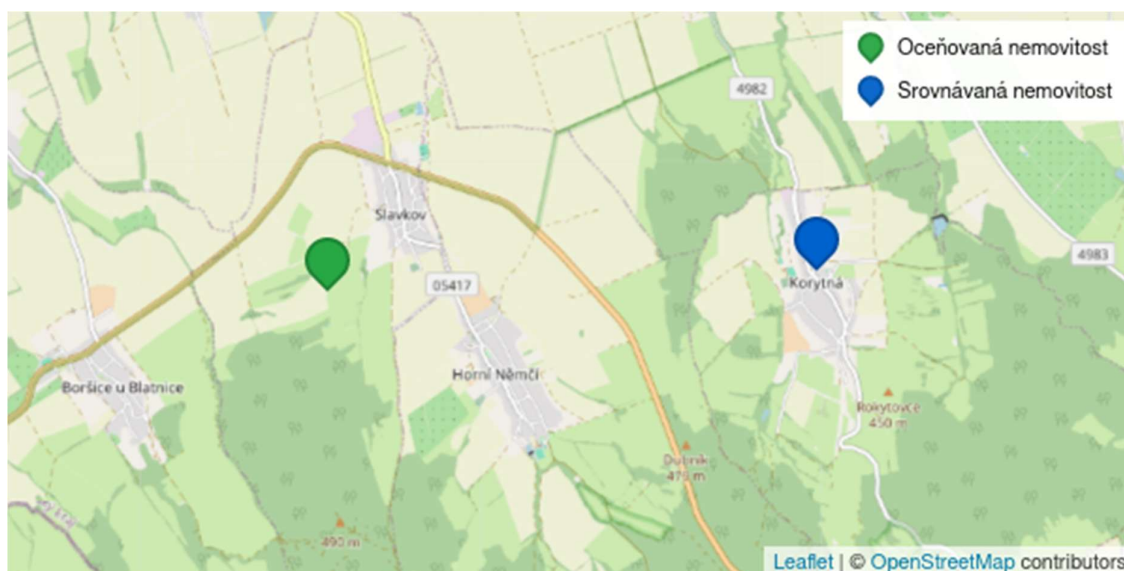 Oceňovaná nemovitost
Srovnávaná nemovitost
4982
Slavkov
05417
4983
Korytná
Boršice u Blatnice
Horní Němčí
Rokytovce
450 m
Dubník
475 m
490 m
Leaflet | © OpenStreetMap contributors